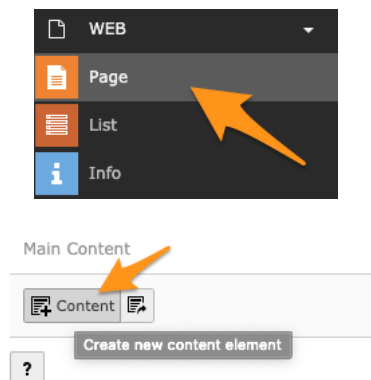 WEB
Page
List
Info
Main Content
Content
Create new content element
?